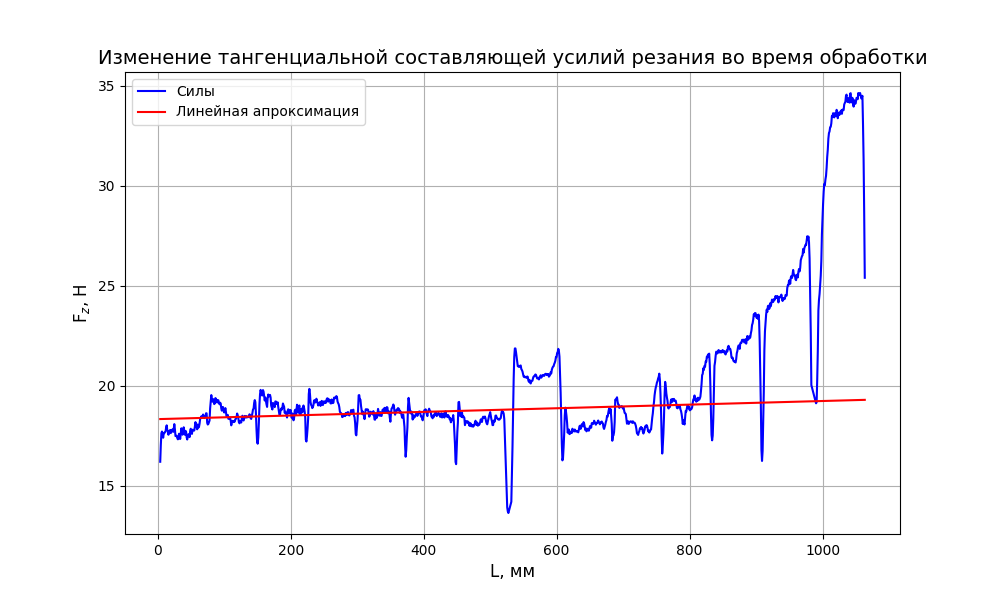 Изменение тангенциальной составляющей усилий резания во время обработки
Силы
Линейная апроксимация
35
30
25
20
15
F_z, Н
0 200 400 600 800 1000
L, мм